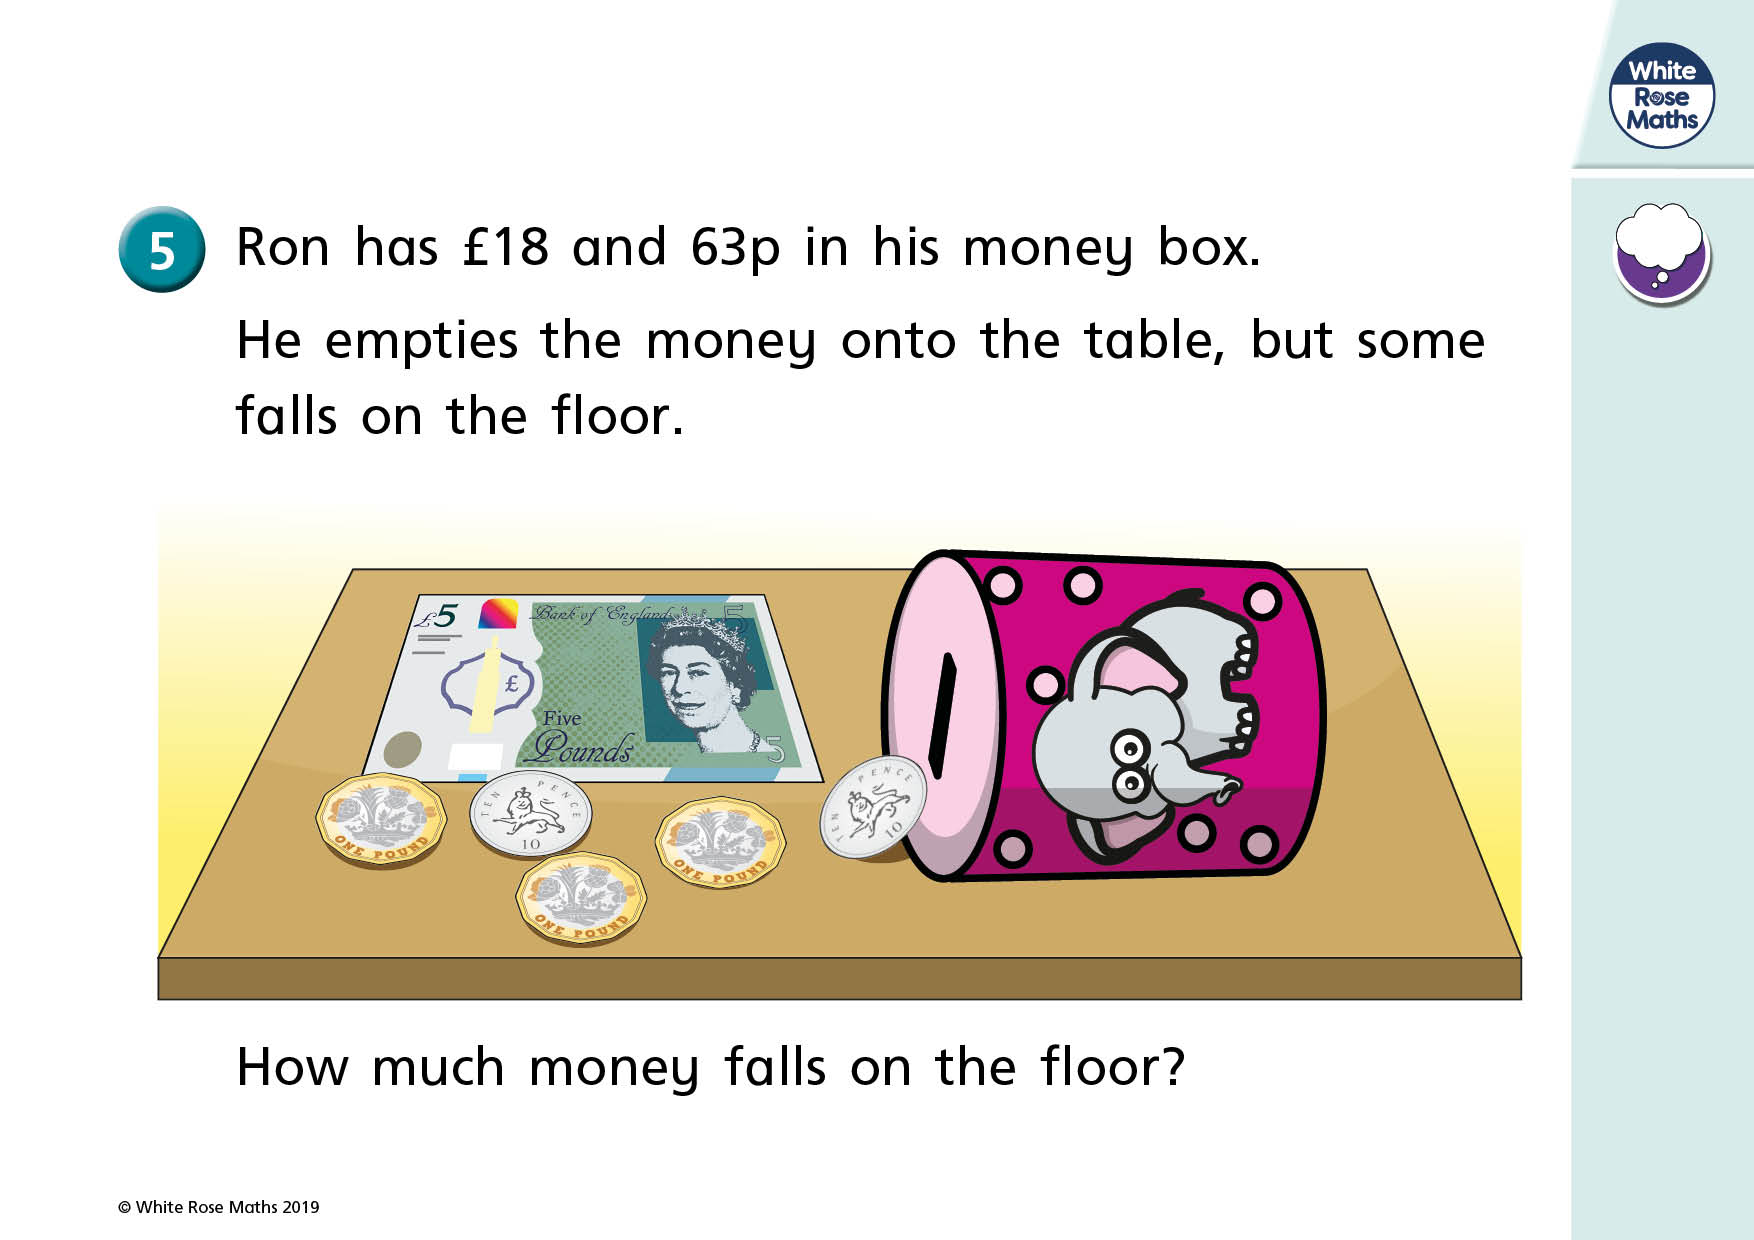 White
Rose
Maths
5 Ron has £18 and 63p in his money box.
He empties the money onto the table, but some
falls on the floor.
£5
Bank of England
5
£
Five
Pounds
5
ONE POUND
TEN PENCE
10
ONE POUND
ONE POUND
TEN PENCE
10
How much money falls on the floor?
© White Rose Maths 2019